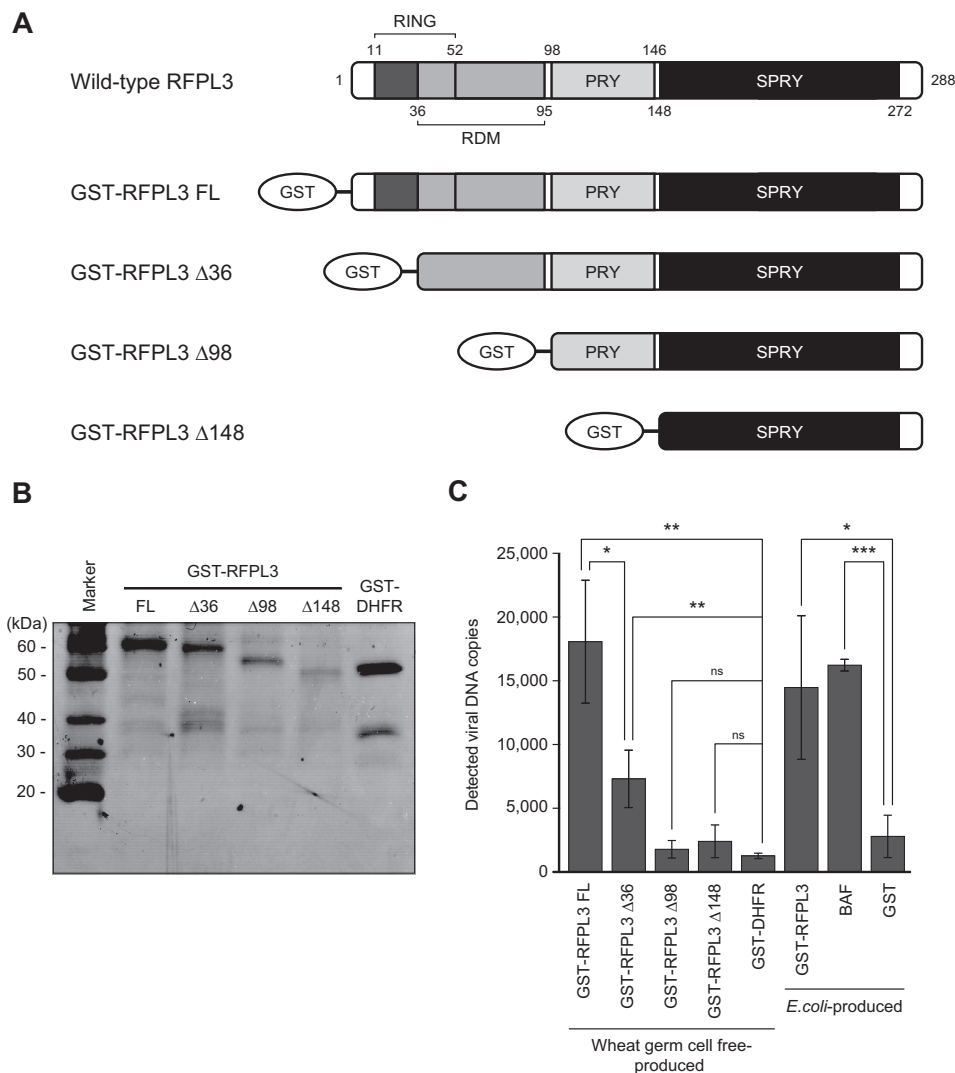 A
RING
11 52 98 146
Wild-type RFPL3 1 PRY SPRY 288
36 95 148 272
RDM
GST-RFPL3 FL GST PRY SPRY
GST-RFPL3 Δ36 GST PRY SPRY
GST-RFPL3 Δ98 GST PRY SPRY
GST-RFPL3 Δ148 GST SPRY
B
Marker
GST-RFPL3
GST-
DHFR
FL Δ36 Δ98 Δ148
(kDa)
60 -
50 -
40 -
30 -
20 -
C
Detected viral DNA copies
25,000
20,000
15,000
10,000
5,000
0
** * ** ns ns * ***
GST-RFPL3 FL
GST-RFPL3 Δ36
GST-RFPL3 Δ98
GST-RFPL3 Δ148
GST-DHFR
GST-RFPL3
BAF
GST
Wheat germ cell free-
produced
E.coli-produced